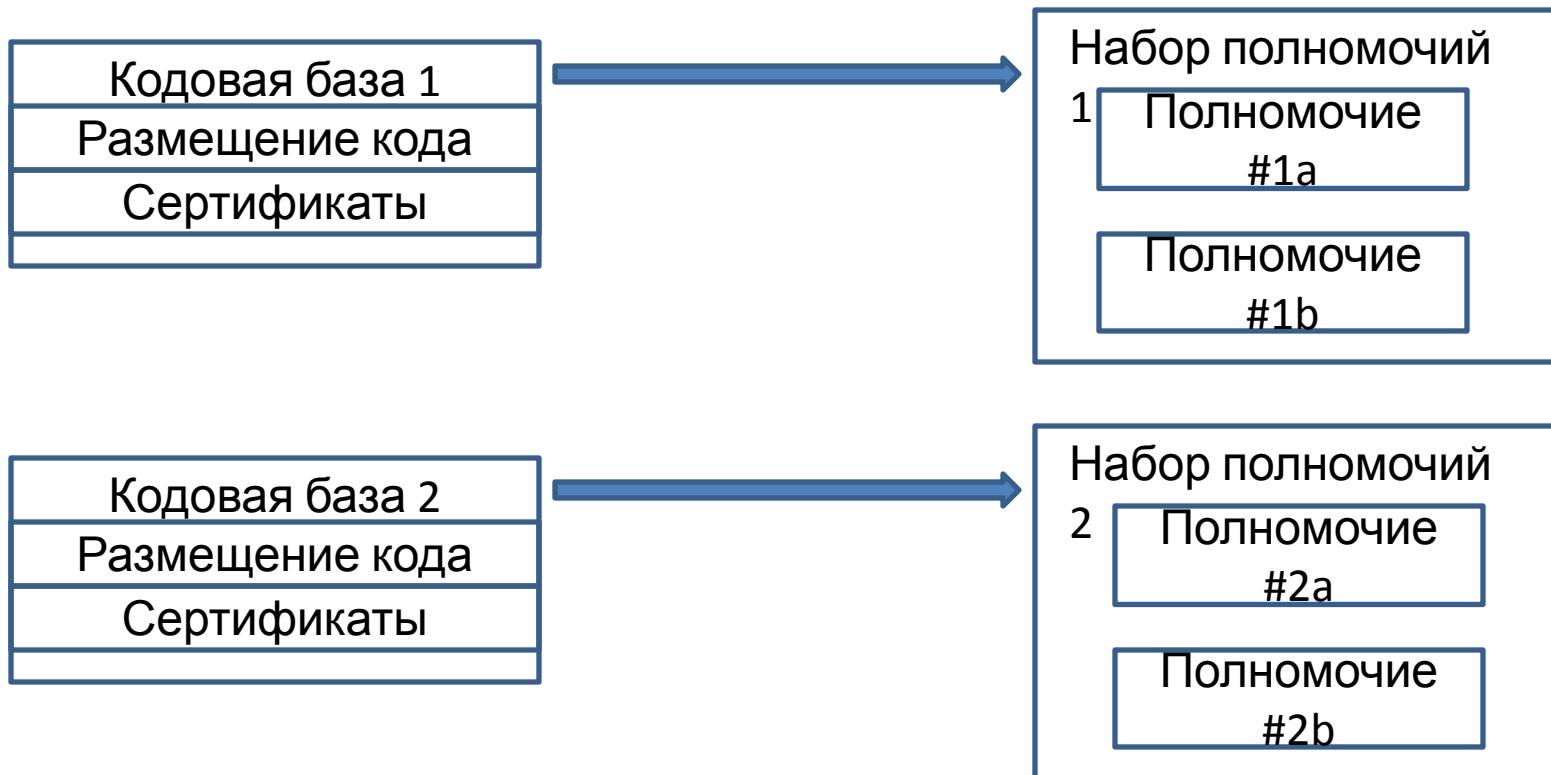 Кодовая база 1
Размещение кода
Сертификаты
Набор полномочий
1
Полномочие
#1a
Полномочие
#1b
Кодовая база 2
Размещение кода
Сертификаты
Набор полномочий
2
Полномочие
#2a
Полномочие
#2b